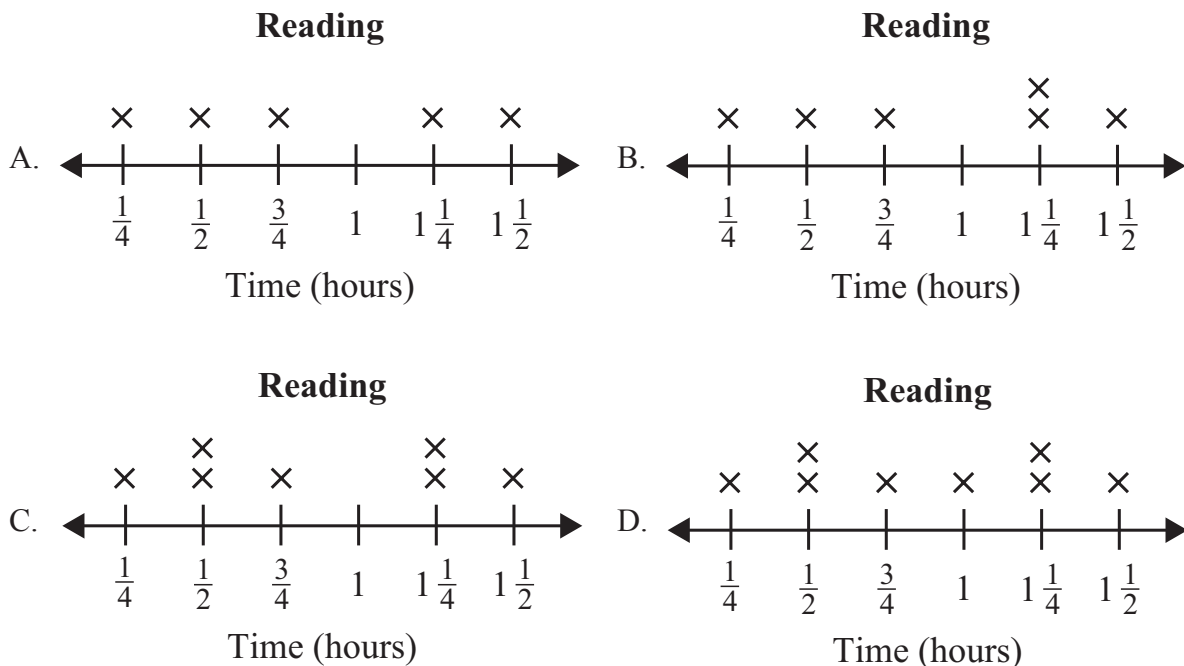 Reading
Reading
A.
1/4 1/2 3/4 1 1 1/4 1 1/2
Time (hours)
B.
1/4 1/2 3/4 1 1 1/4 1 1/2
Time (hours)
Reading
Reading
C.
1/4 1/2 3/4 1 1 1/4 1 1/2
Time (hours)
D.
1/4 1/2 3/4 1 1 1/4 1 1/2
Time (hours)